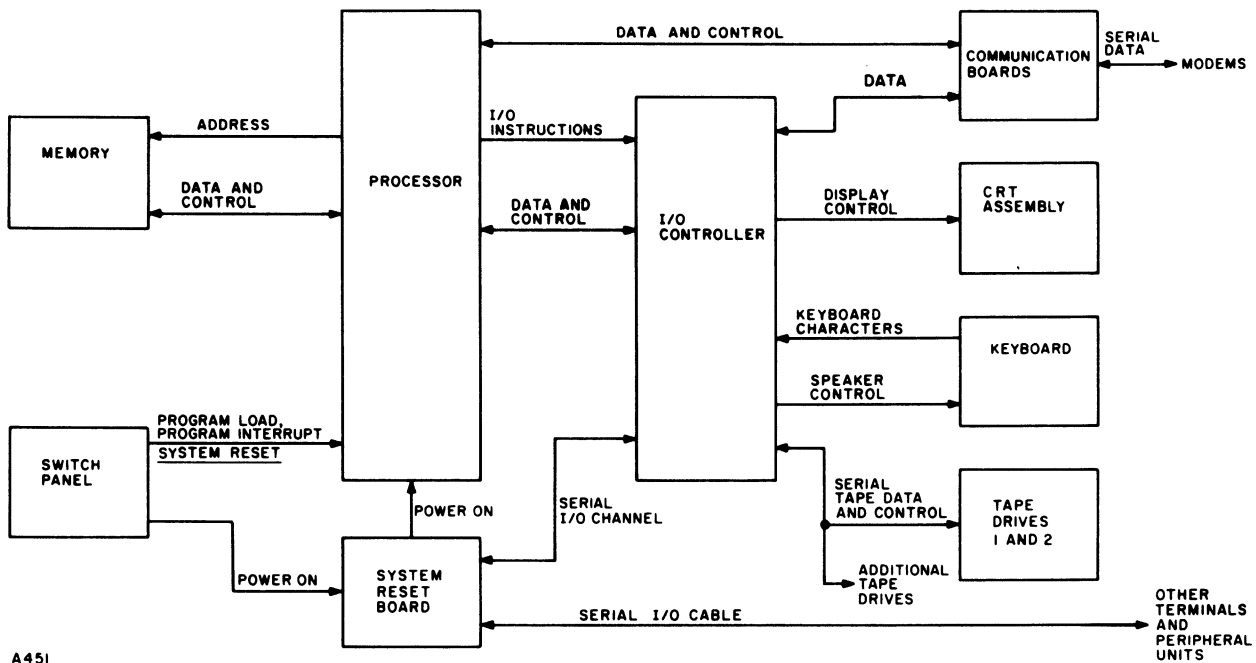 DATA AND CONTROL
SERIAL
DATA
COMMUNICATION
BOARDS
MODEMS
DATA
ADDRESS
I/O
INSTRUCTIONS
MEMORY
PROCESSOR
DATA AND
CONTROL
DATA AND
CONTROL
I/O
CONTROLLER
DISPLAY
CONTROL
CRT
ASSEMBLY
KEYBOARD
CHARACTERS
KEYBOARD
SPEAKER
CONTROL
PROGRAM LOAD,
PROGRAM INTERRUPT
SYSTEM RESET
SWITCH
PANEL
POWER ON
SERIAL
I/O CHANNEL
SERIAL
TAPE DATA
AND CONTROL
TAPE
DRIVES
1 AND 2
POWER ON
SYSTEM
RESET
BOARD
ADDITIONAL
TAPE
DRIVES
SERIAL I/O CABLE
OTHER
TERMINALS
AND
PERIPHERAL
UNITS
A451